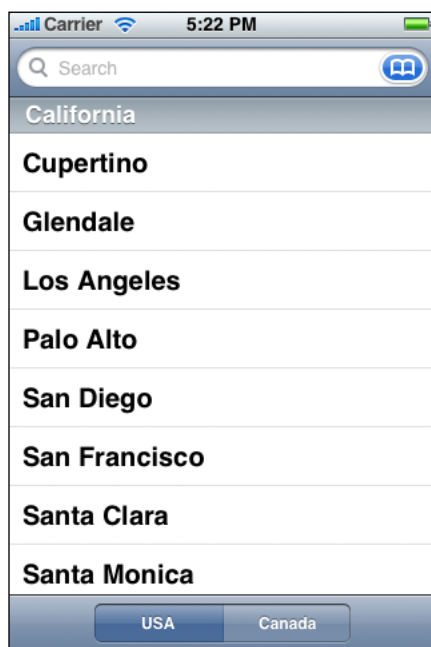 Carrier 5:22 PM
Search
California
Cupertino
Glendale
Los Angeles
Palo Alto
San Diego
San Francisco
Santa Clara
Santa Monica
USA Canada